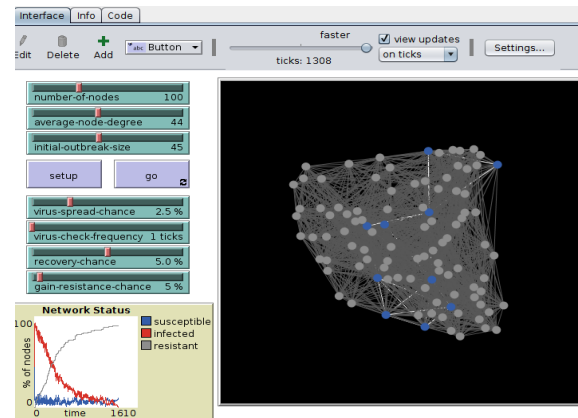 Interface Info Code
Edit Delete Add abc Button faster view updates
ticks: 1308 on ticks Settings...
number-of-nodes 100
average-node-degree 44
initial-outbreak-size 45
setup go
virus-spread-chance 2.5 %
virus-check-frequency 1 ticks
recovery-chance 5.0 %
gain-resistance-chance 5 %
Network Status
100
% of nodes
0
0 time 1610
susceptible
infected
resistant